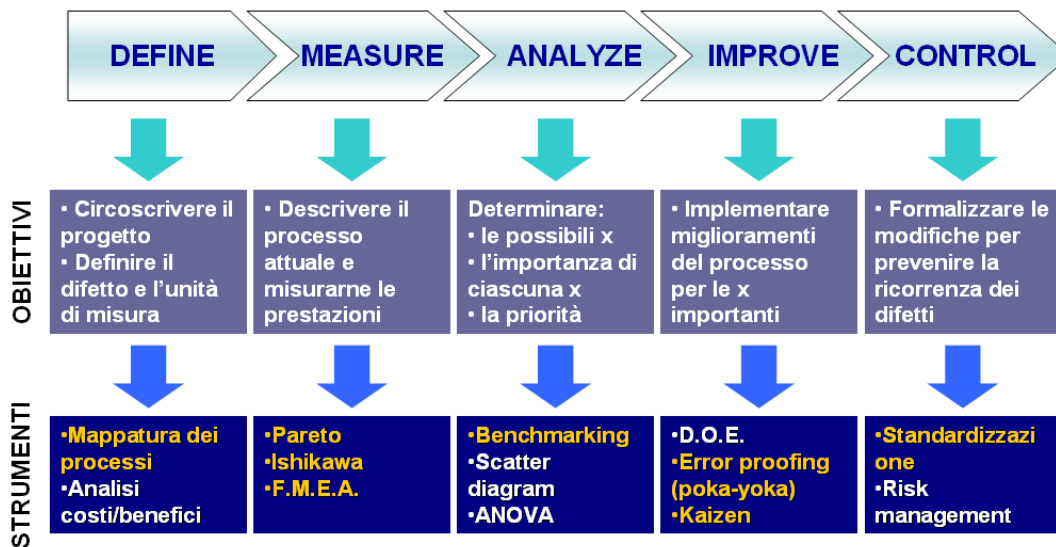 DEFINE
MEASURE
ANALYZE
IMPROVE
CONTROL
OBIETTIVI
• Circoscrivere il
progetto
• Definire il
difetto e l'unità
di misura
• Descrivere il
processo
attuale e
misurarne le
prestazioni
Determinare:
• le possibili x
• l'importanza di
ciascuna x
• la priorità
• Implementare
miglioramenti
del processo
per le x
importanti
• Formalizzare le
modifiche per
prevenire la
ricorrenza dei
difetti
STRUMENTI
•Mappatura dei
processi
•Analisi
costi/benefici
•Pareto
•Ishikawa
•F.M.E.A.
•Benchmarking
•Scatter
diagram
•ANOVA
•D.O.E.
•Error proofing
(poka-yoka)
•Kaizen
•Standardizzazi
one
•Risk
management